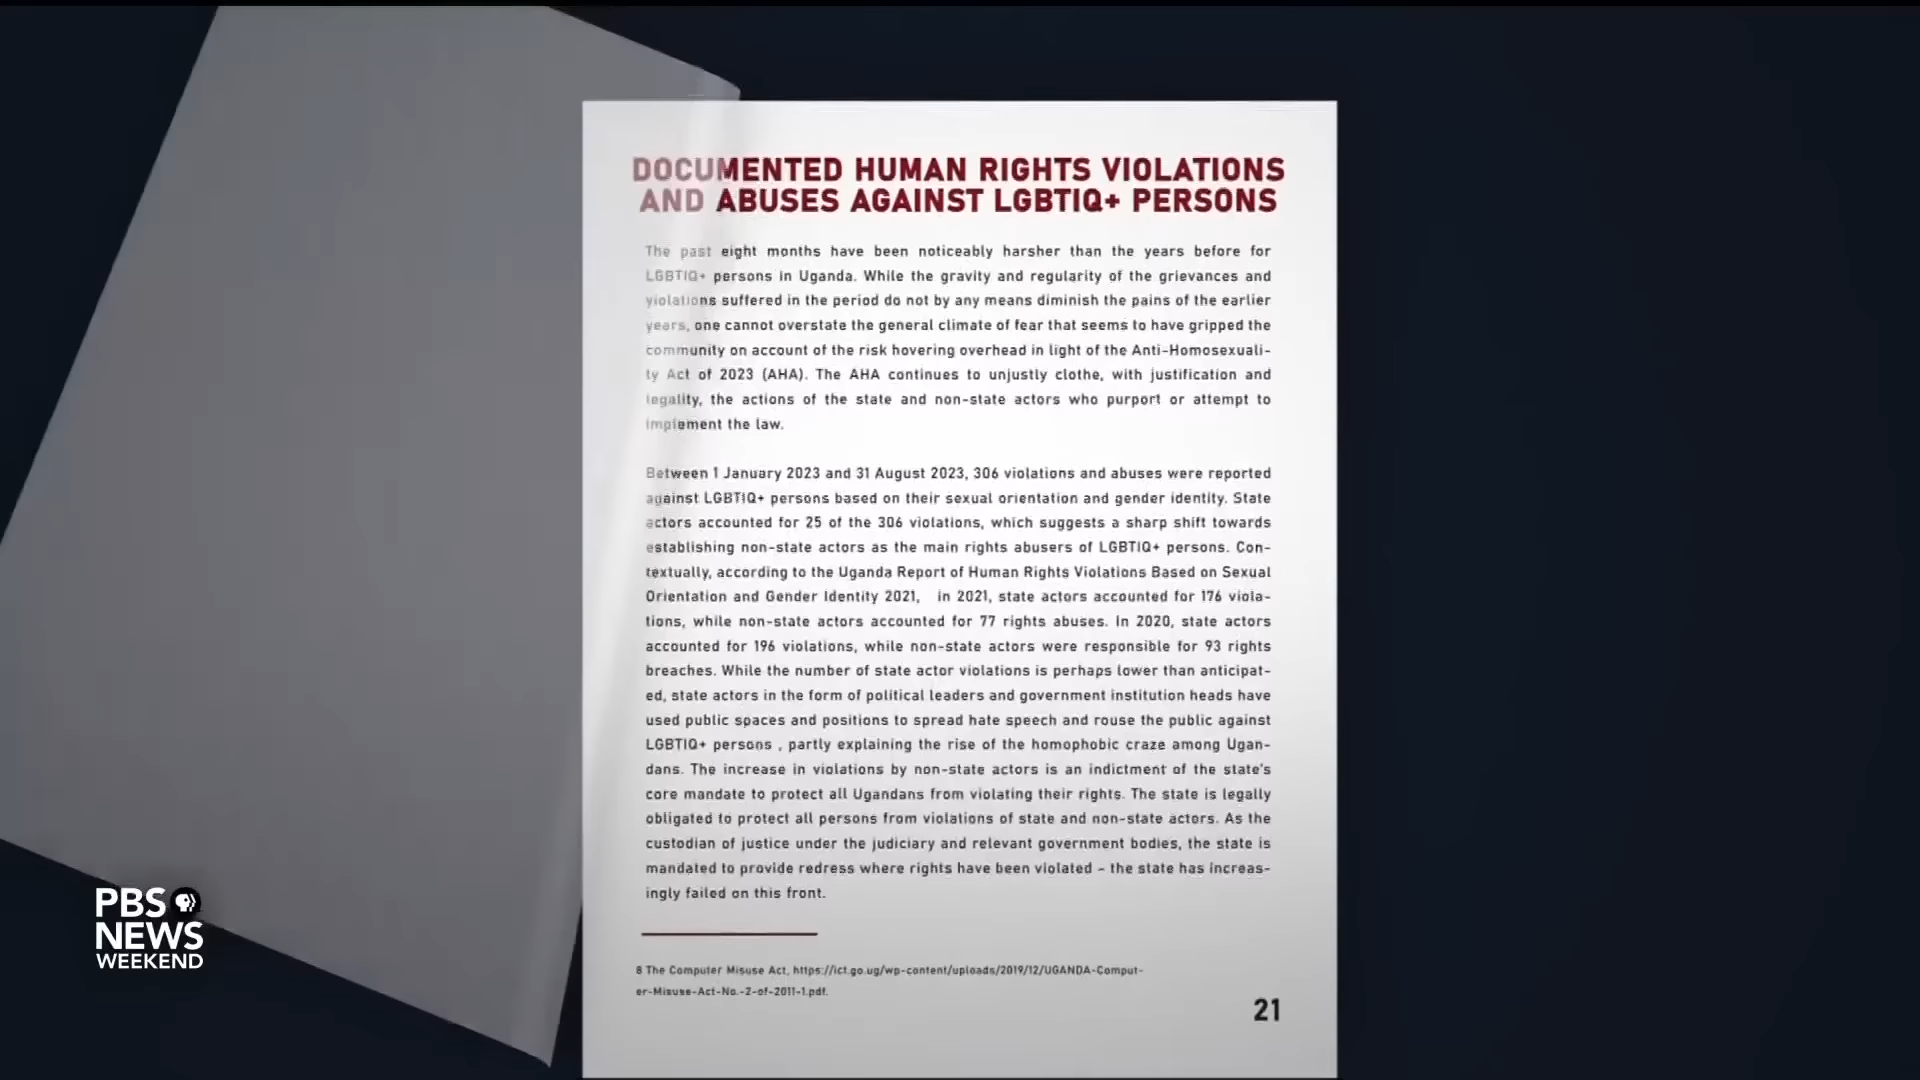 DOCUMENTED HUMAN RIGHTS VIOLATIONS
AND ABUSES AGAINST LGBTIQ+ PERSONS
The past eight months have been noticeably harsher than the years before for
LGBTIQ+ persons in Uganda. While the gravity and regularity of the grievances and
violations suffered in the period do not by any means diminish the pains of the earlier
years, one cannot overstate the general climate of fear that seems to have gripped the
community on account of the risk hovering overhead in light of the Anti-Homosexuali-
ty Act of 2023 (AHA). The AHA continues to unjustly clothe, with justification and
legality, the actions of the state and non-state actors who purport or attempt to
implement the law.
Between 1 January 2023 and 31 August 2023, 306 violations and abuses were reported
against LGBTIQ+ persons based on their sexual orientation and gender identity. State
actors accounted for 25 of the 306 violations, which suggests a sharp shift towards
establishing non-state actors as the main rights abusers of LGBTIQ+ persons. Con-
textually, according to the Uganda Report of Human Rights Violations Based on Sexual
Orientation and Gender Identity 2021, in 2021, state actors accounted for 176 viola-
tions, while non-state actors accounted for 77 rights abuses. In 2020, state actors
accounted for 196 violations, while non-state actors were responsible for 93 rights
breaches. While the number of state actor violations is perhaps lower than anticipat-
ed, state actors in the form of political leaders and government institution heads have
used public spaces and positions to spread hate speech and rouse the public against
LGBTIQ+ persons , partly explaining the rise of the homophobic craze among Ugan-
dans. The increase in violations by non-state actors is an indictment of the state's
core mandate to protect all Ugandans from violating their rights. The state is legally
obligated to protect all persons from violations of state and non-state actors. As the
custodian of justice under the judiciary and relevant government bodies, the state is
mandated to provide redress where rights have been violated – the state has increas-
ingly failed on this front.
8 The Computer Misuse Act, https://ict.go.ug/wp-content/uploads/2019/12/UGANDA-Comput-
er-Misuse-Act-No.-2-of-2011-1.pdf.
21
PBS
NEWS
WEEKEND